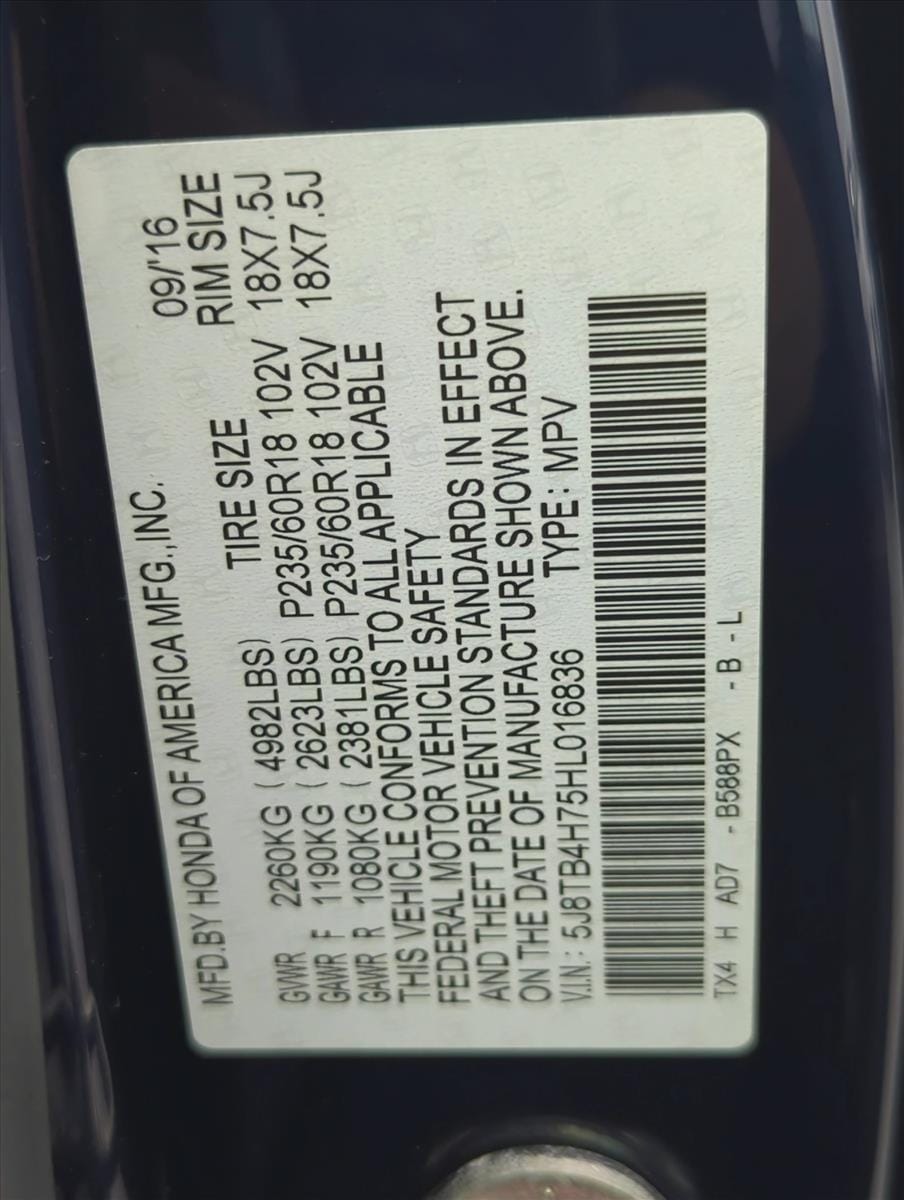 MFD.BY HONDA OF AMERICA MFG.,INC. 09/'16
TIRE SIZE RIM SIZE
GVWR 2260KG ( 4982LBS)
GAWR F 1190KG ( 2623LBS) P235/60R18 102V 18X7.5J
GAWR R 1080KG ( 2381LBS) P235/60R18 102V 18X7.5J
THIS VEHICLE CONFORMS TO ALL APPLICABLE
FEDERAL MOTOR VEHICLE SAFETY
AND THEFT PREVENTION STANDARDS IN EFFECT
ON THE DATE OF MANUFACTURE SHOWN ABOVE.
V.I.N.: 5J8TB4H75HL016836 TYPE: MPV
TX4 H AD7 - B588PX - B - L